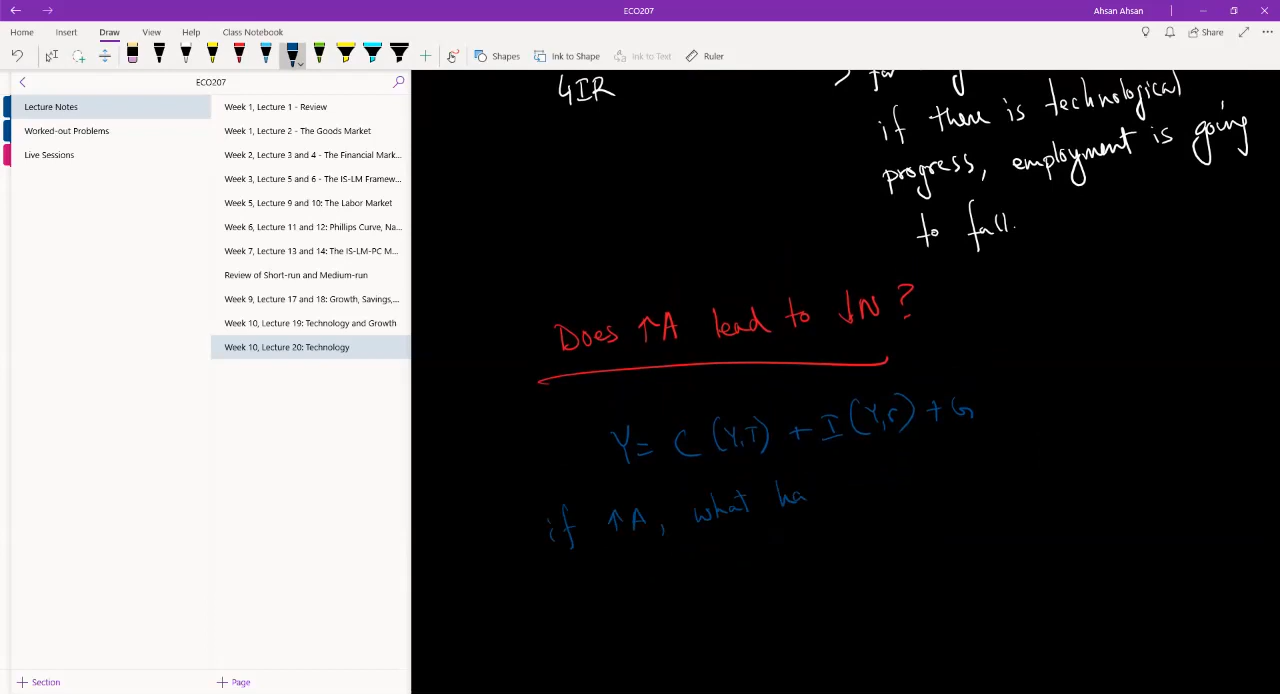 ECO207
Ahsan Ahsan
Home Insert Draw View Help Class Notebook
Share
Shapes Ink to Shape Ink to Text Ruler
ECO207
Lecture Notes
Worked-out Problems
Live Sessions
Week 1, Lecture 1 - Review
Week 1, Lecture 2 - The Goods Market
Week 2, Lecture 3 and 4 - The Financial Mark...
Week 3, Lecture 5 and 6 - The IS-LM Framew...
Week 5, Lecture 9 and 10: The Labor Market
Week 6, Lecture 11 and 12: Phillips Curve, Na...
Week 7, Lecture 13 and 14: The IS-LM-PC M...
Review of Short-run and Medium-run
Week 9, Lecture 17 and 18: Growth, Savings,...
Week 10, Lecture 19: Technology and Growth
Week 10, Lecture 20: Technology
+ Section
+ Page
4IR
if there is technological
progress, employment is going
to fall.
Does ↑A lead to ↓N?
Y = C (Y,T) + I (Y,r) + G
if ↑A, what ha